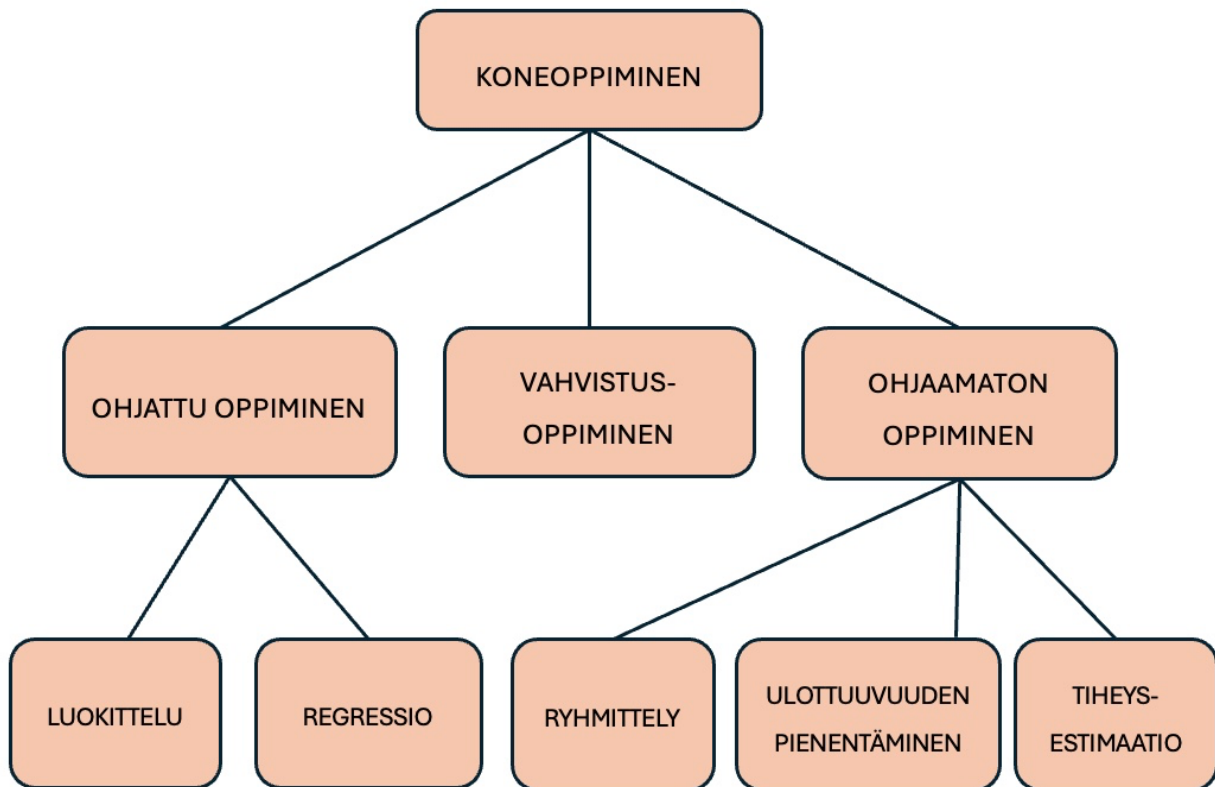 KONEOPPIMINEN
OHJATTU OPPIMINEN
VAHVISTUS-
OPPIMINEN
OHJAAMATON
OPPIMINEN
LUOKITTELU
REGRESSIO
RYHMITTELY
ULOTTUUVUUDEN
PIENENTÄMINEN
TIHEYS-
ESTIMAATIO